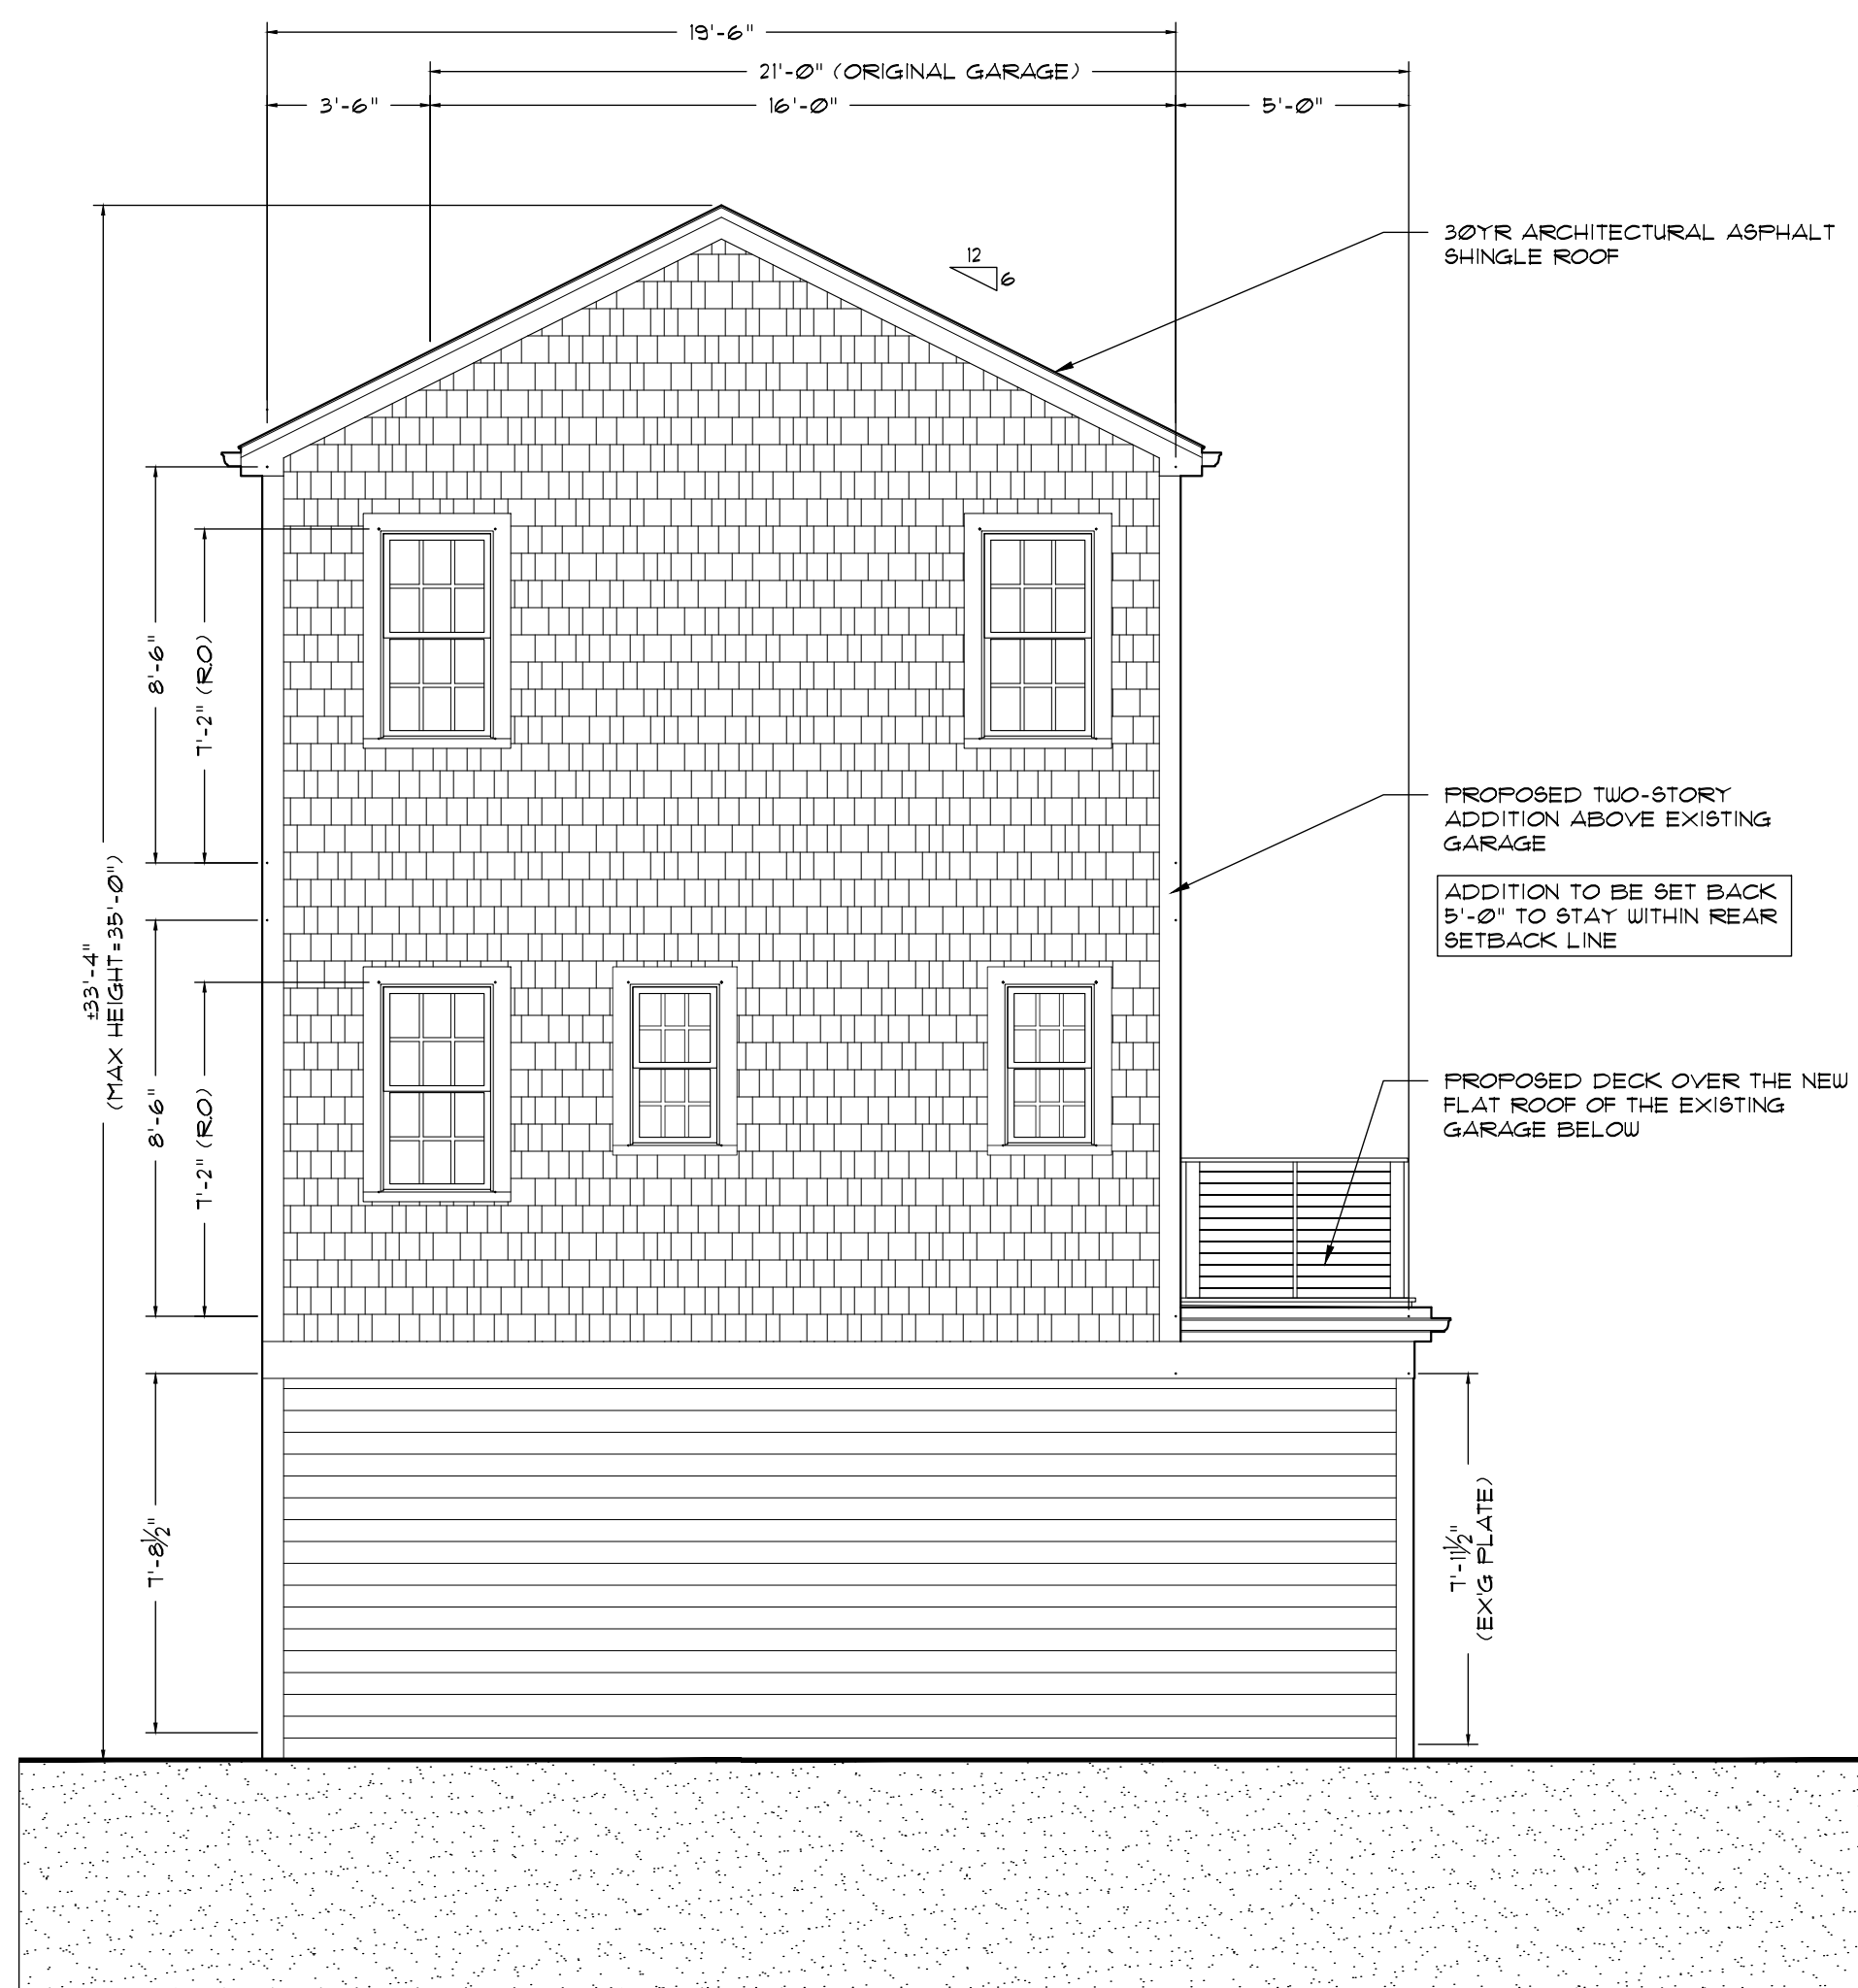 19'-6"
21'-0" (ORIGINAL GARAGE)
3'-6"
16'-0"
5'-0"
12
6
30YR ARCHITECTURAL ASPHALT
SHINGLE ROOF
8'-6"
7'-2" (R.O)
PROPOSED TWO-STORY
ADDITION ABOVE EXISTING
GARAGE
ADDITION TO BE SET BACK
5'-0" TO STAY WITHIN REAR
SETBACK LINE
±33'-4"
(MAX HEIGHT=35'-0")
8'-6"
7'-2" (R.O)
PROPOSED DECK OVER THE NEW
FLAT ROOF OF THE EXISTING
GARAGE BELOW
7'-8½"
7'-11½"
(EX'G PLATE)